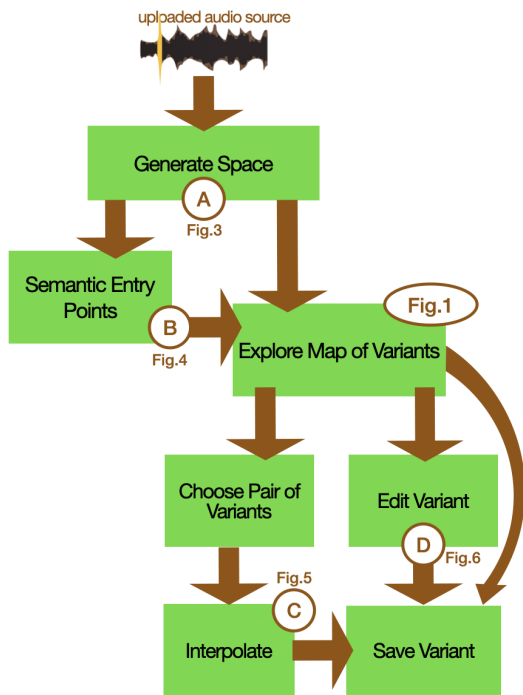 uploaded audio source
Generate Space
A
Fig.3
Semantic Entry
Points
B
Fig.4
Fig.1
Explore Map of Variants
Choose Pair of
Variants
Edit Variant
D
Fig.6
Fig.5
C
Interpolate
Save Variant